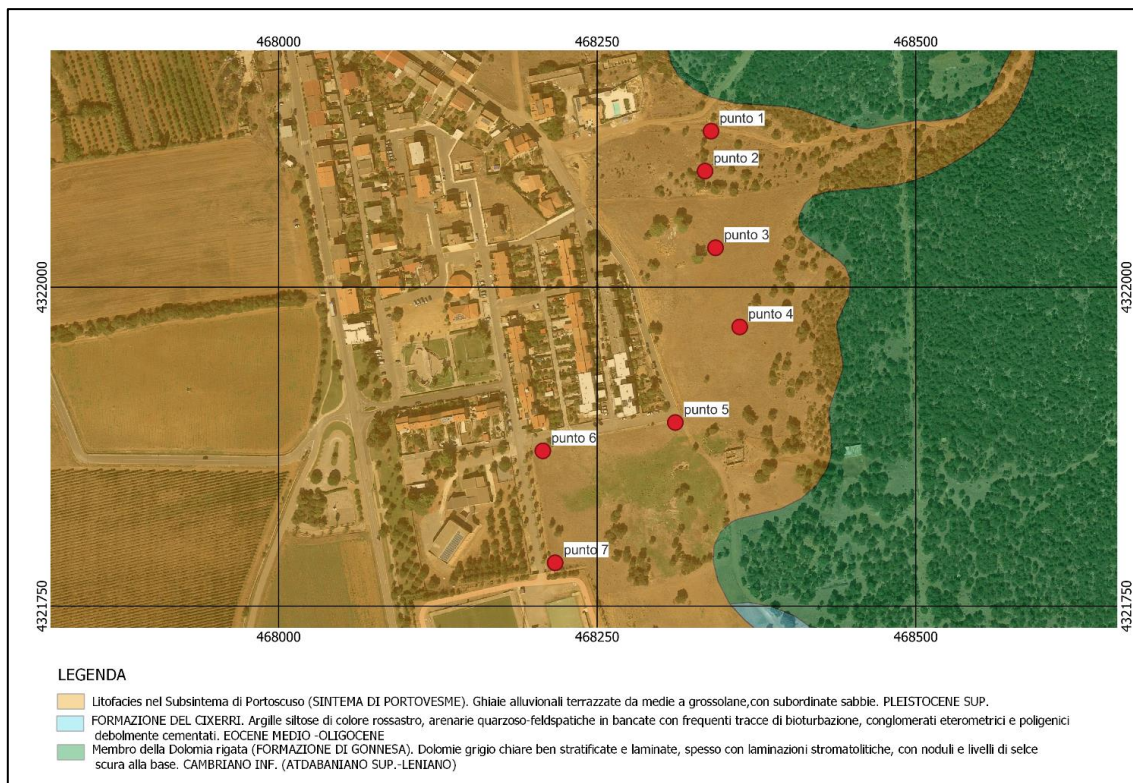 468000
468250
468500
punto 1
punto 2
punto 3
4322000
4322000
punto 4
punto 5
punto 6
punto 7
4321750
4321750
468000
468250
468500
LEGENDA
Litofacies nel Subsintema di Portoscuso (SINTEMA DI PORTOVESME). Ghiaie alluvionali terrazzate da medie a grossolane,con subordinate sabbie. PLEISTOCENE SUP.
FORMAZIONE DEL CIXERRI. Argille siltose di colore rossastro, arenarie quarzoso-feldspatiche in bancate con frequenti tracce di bioturbazione, conglomerati eterometrici e poligenici
debolmente cementati. EOCENE MEDIO -OLIGOCENE
Membro della Dolomia rigata (FORMAZIONE DI GONNESA). Dolomie grigio chiare ben stratificate e laminate, spesso con laminazioni stromatolitiche, con noduli e livelli di selce
scura alla base. CAMBRIANO INF. (ATDABANIANO SUP.-LENIANO)